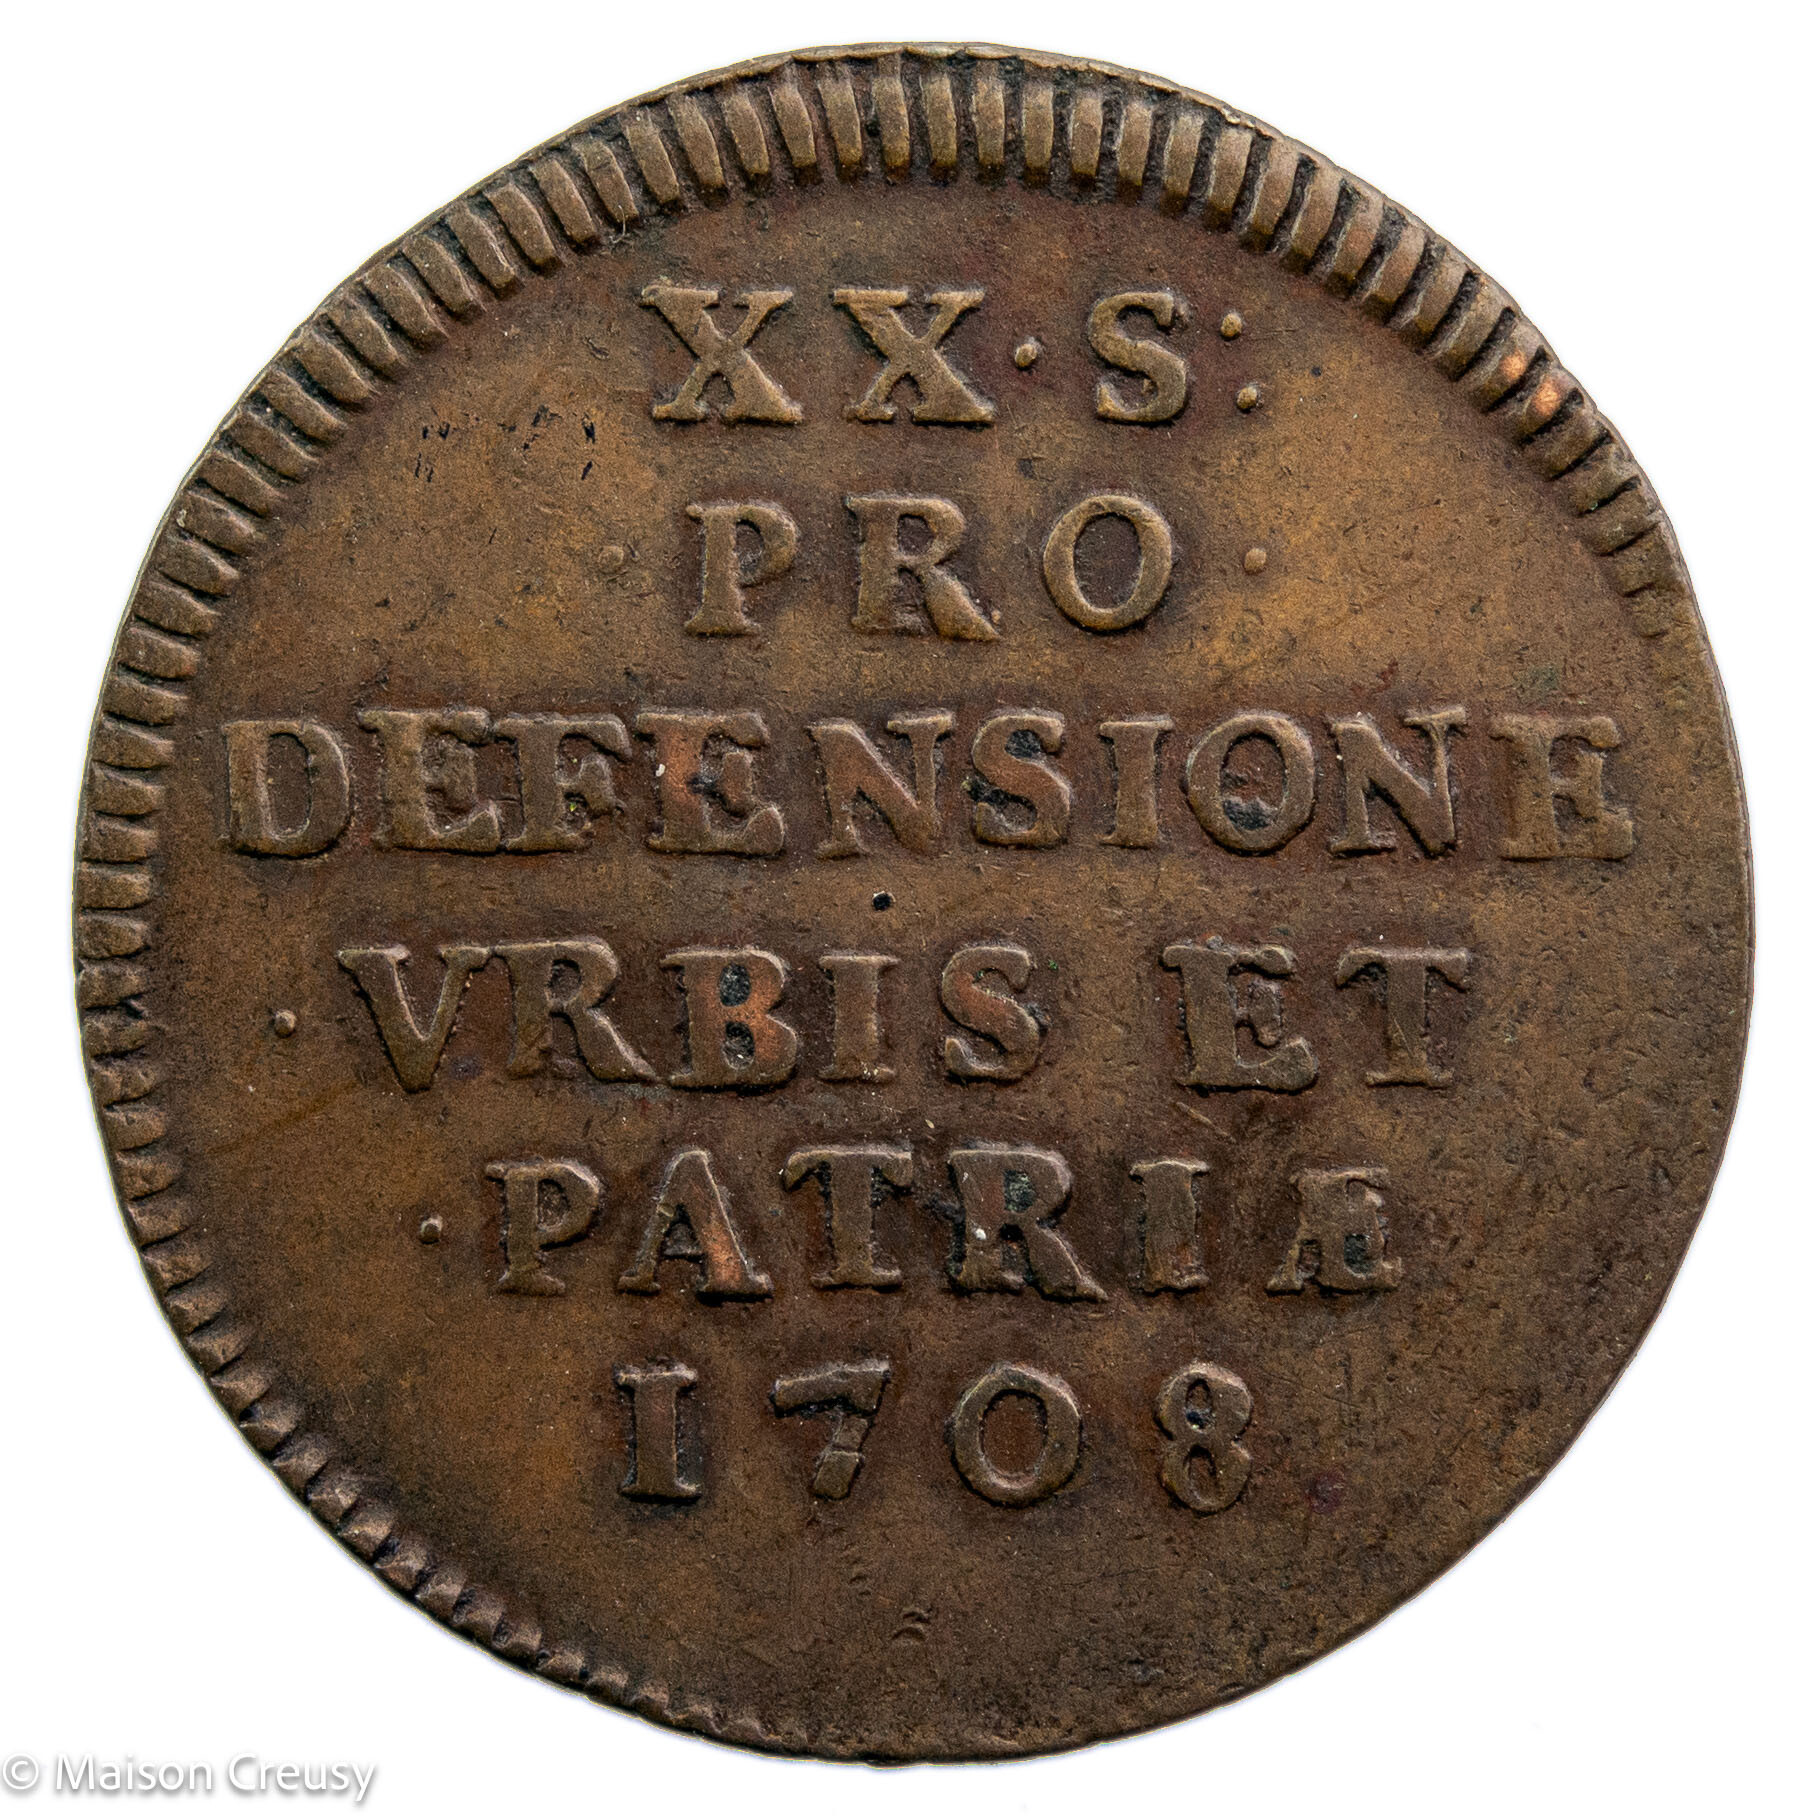 XX·S:
·PRO·
DEFENSIONE
·VRBIS ET
·PATRIÆ
1708
© Maison Creusy